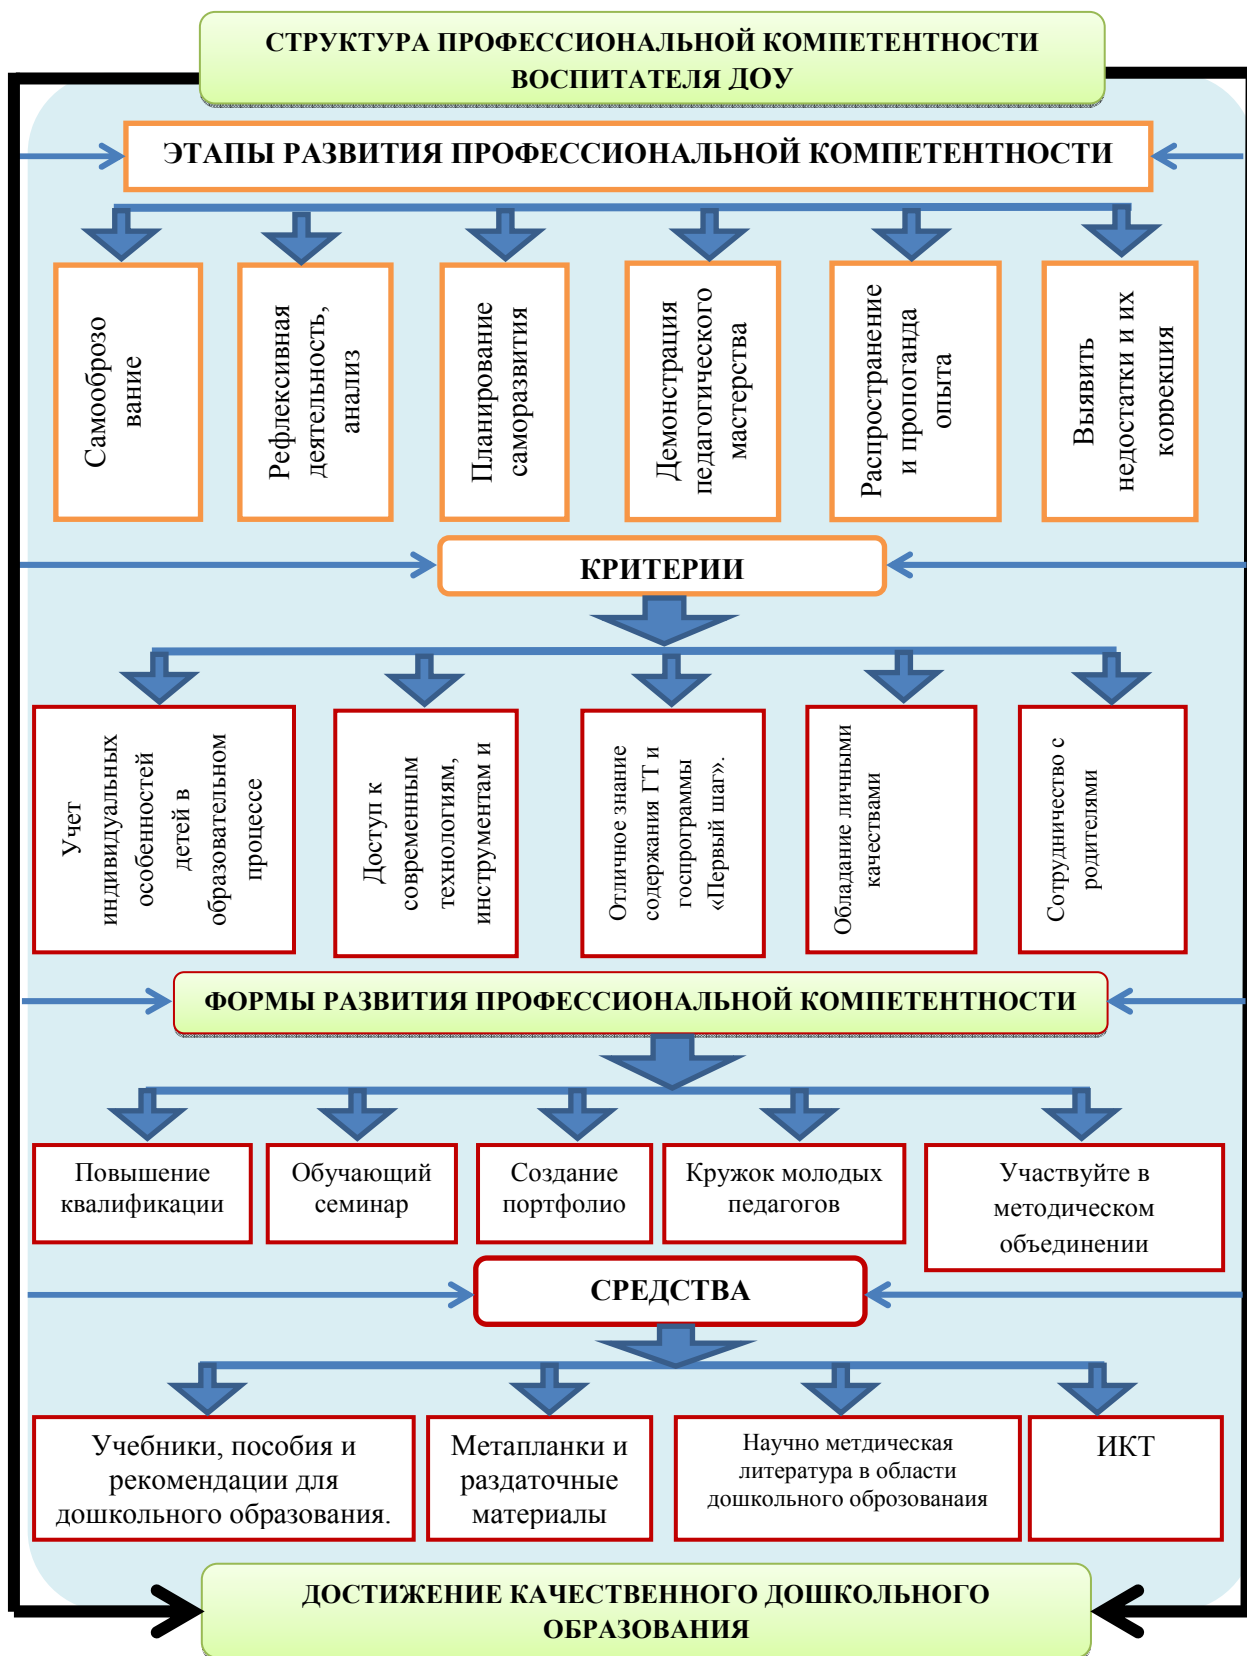 СТРУКТУРА ПРОФЕССИОНАЛЬНОЙ КОМПЕТЕНТНОСТИ
ВОСПИТАТЕЛЯ ДОУ
ЭТАПЫ РАЗВИТИЯ ПРОФЕССИОНАЛЬНОЙ КОМПЕТЕНТНОСТИ
Самооброзо
вание
Рефлексивная
деятельность,
анализ
Планирование
саморазвития
Демонстрация
педагогического
мастерства
Распространение
и пропоганда
опыта
Выявить
недостатки и их
коррекция
КРИТЕРИИ
Учет
индивидуальных
особенностей
детей в
образовательном
процессе
Доступ к
современным
технологиям,
инструментам и
Отличное знание
содержания ГТ и
госпрограммы
«Первый шаг».
Обладание личными
качествами
Сотрудничество с
родителями
ФОРМЫ РАЗВИТИЯ ПРОФЕССИОНАЛЬНОЙ КОМПЕТЕНТНОСТИ
Повышение
квалификации
Обучающий
семинар
Создание
портфолио
Кружок молодых
педагогов
Участвуйте в
методическом
объединении
СРЕДСТВА
Учебники, пособия и
рекомендации для
дошкольного образования.
Метапланки и
раздаточные
материалы
Научно метдическая
литература в области
дошкольного оброзованаия
ИКТ
ДОСТИЖЕНИЕ КАЧЕСТВЕННОГО ДОШКОЛЬНОГО
ОБРАЗОВАНИЯ